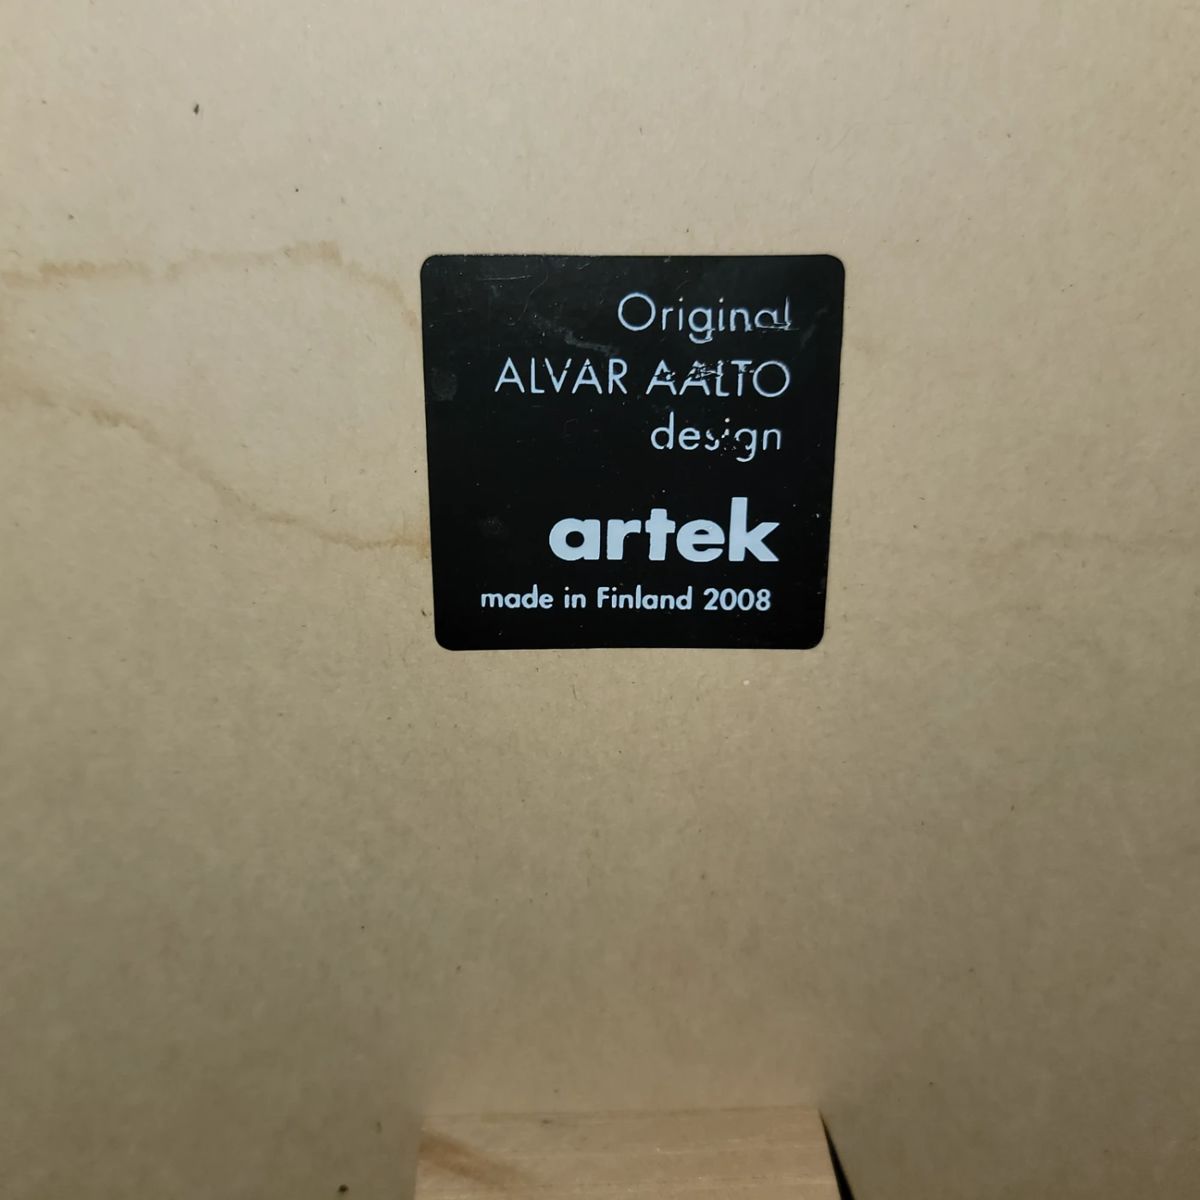 Original
ALVAR AALTO
design
artek
made in Finland 2008